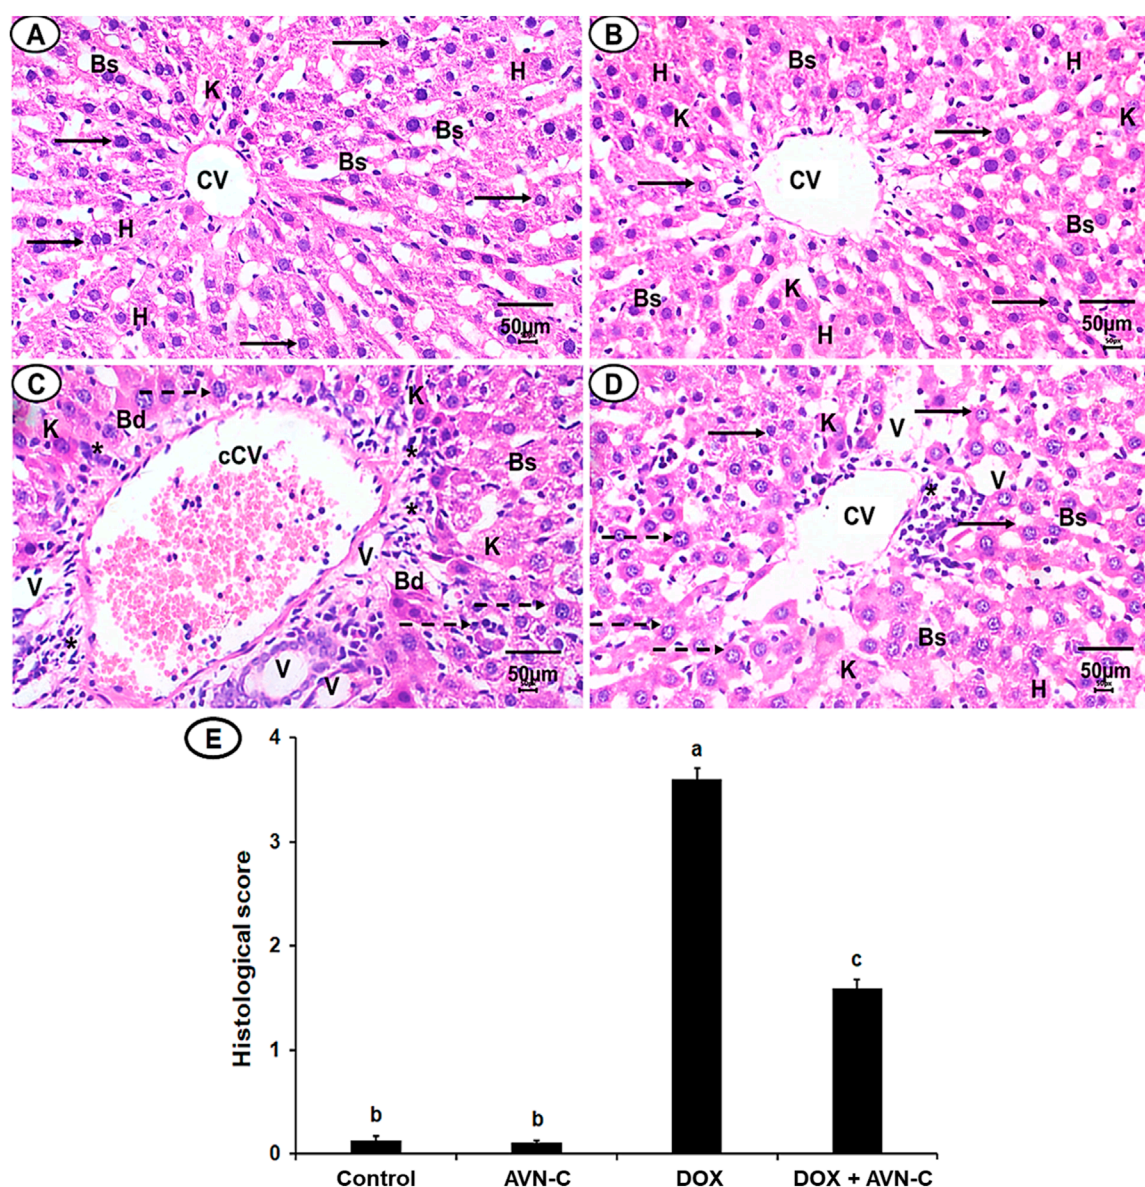 A
Bs
K
H
Bs
Bs
CV
H
H
50µm
B
Bs
H
H
K
K
CV
Bs
K
Bs
H
50µm
C
K
Bd
K
*
cCV
*
Bs
*
K
V
V
Bd
*
V
V
50µm
D
K
V
V
*
CV
Bs
Bs
K
H
50µm
E
4
3
2
1
0
Histological score
b
b
a
c
Control
AVN-C
DOX
DOX + AVN-C